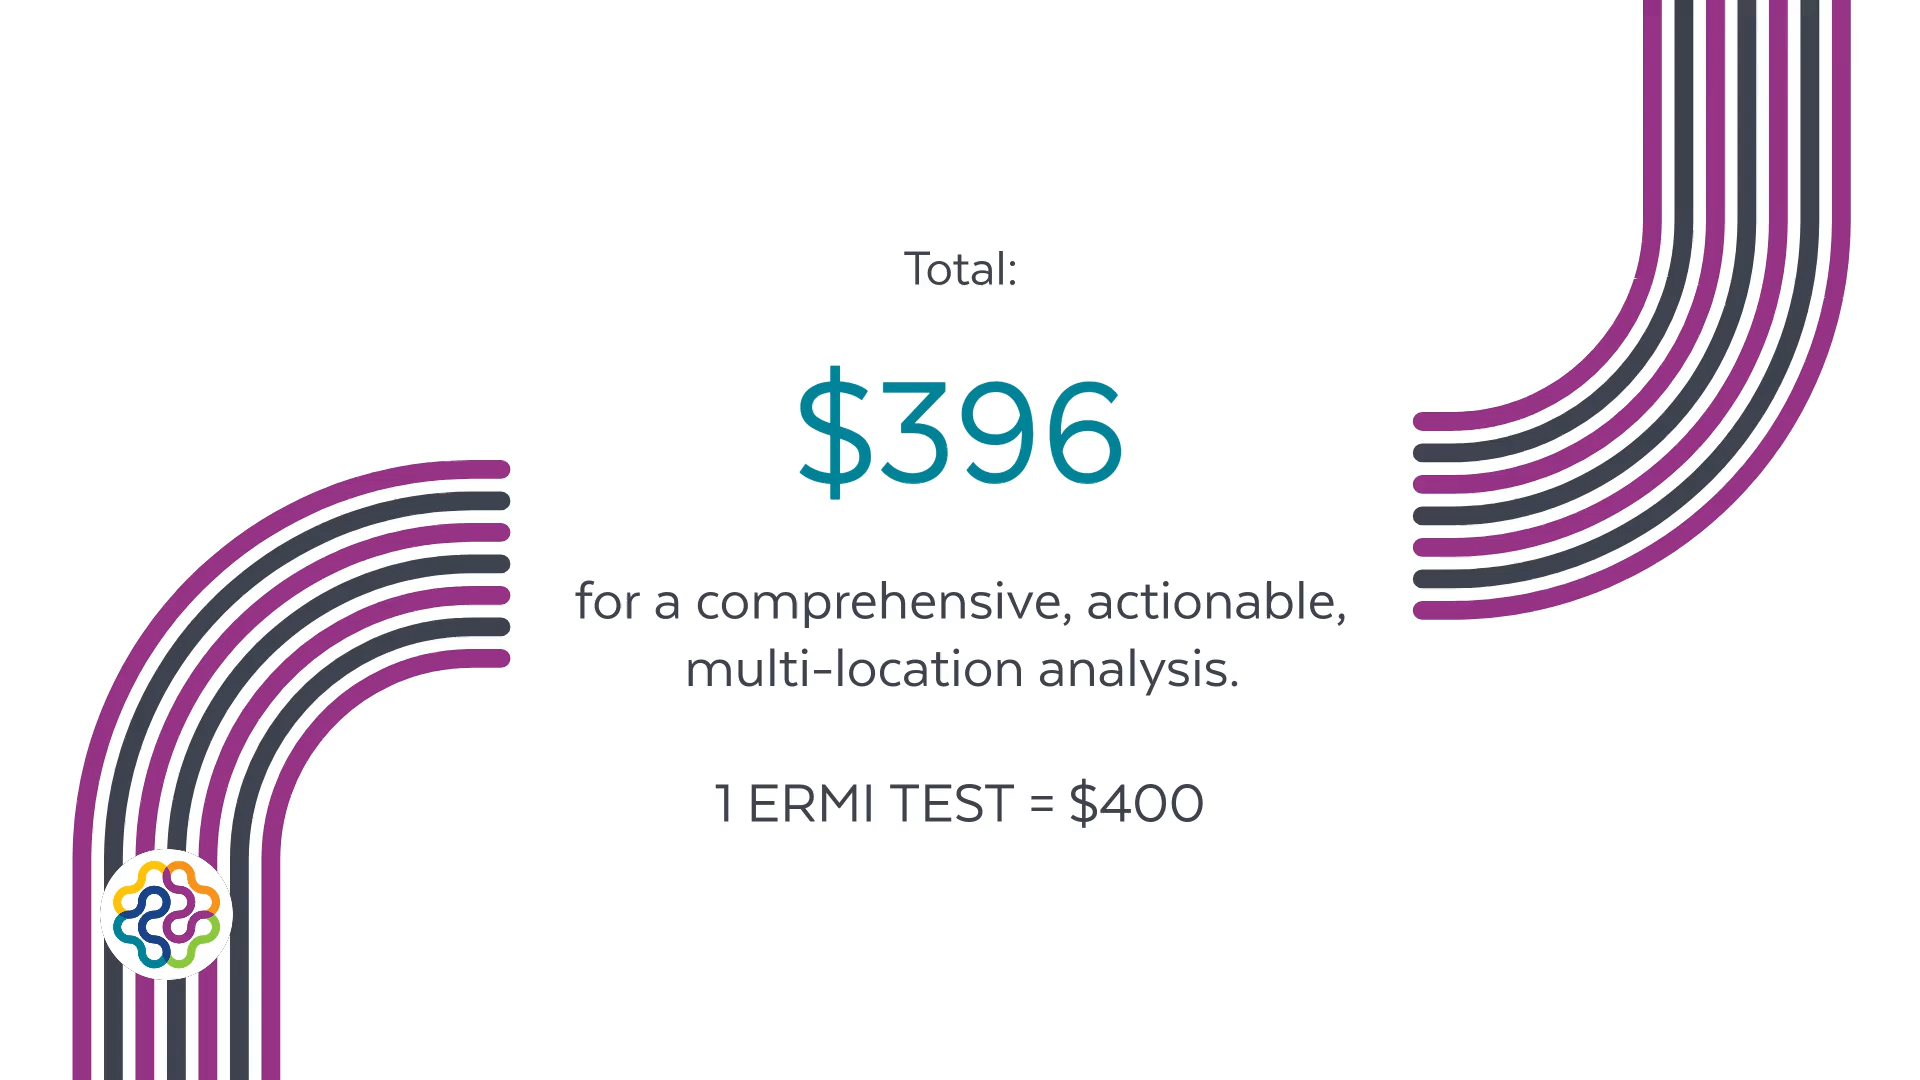 Total:
$396
for a comprehensive, actionable,
multi-location analysis.
1 ERMI TEST = $400